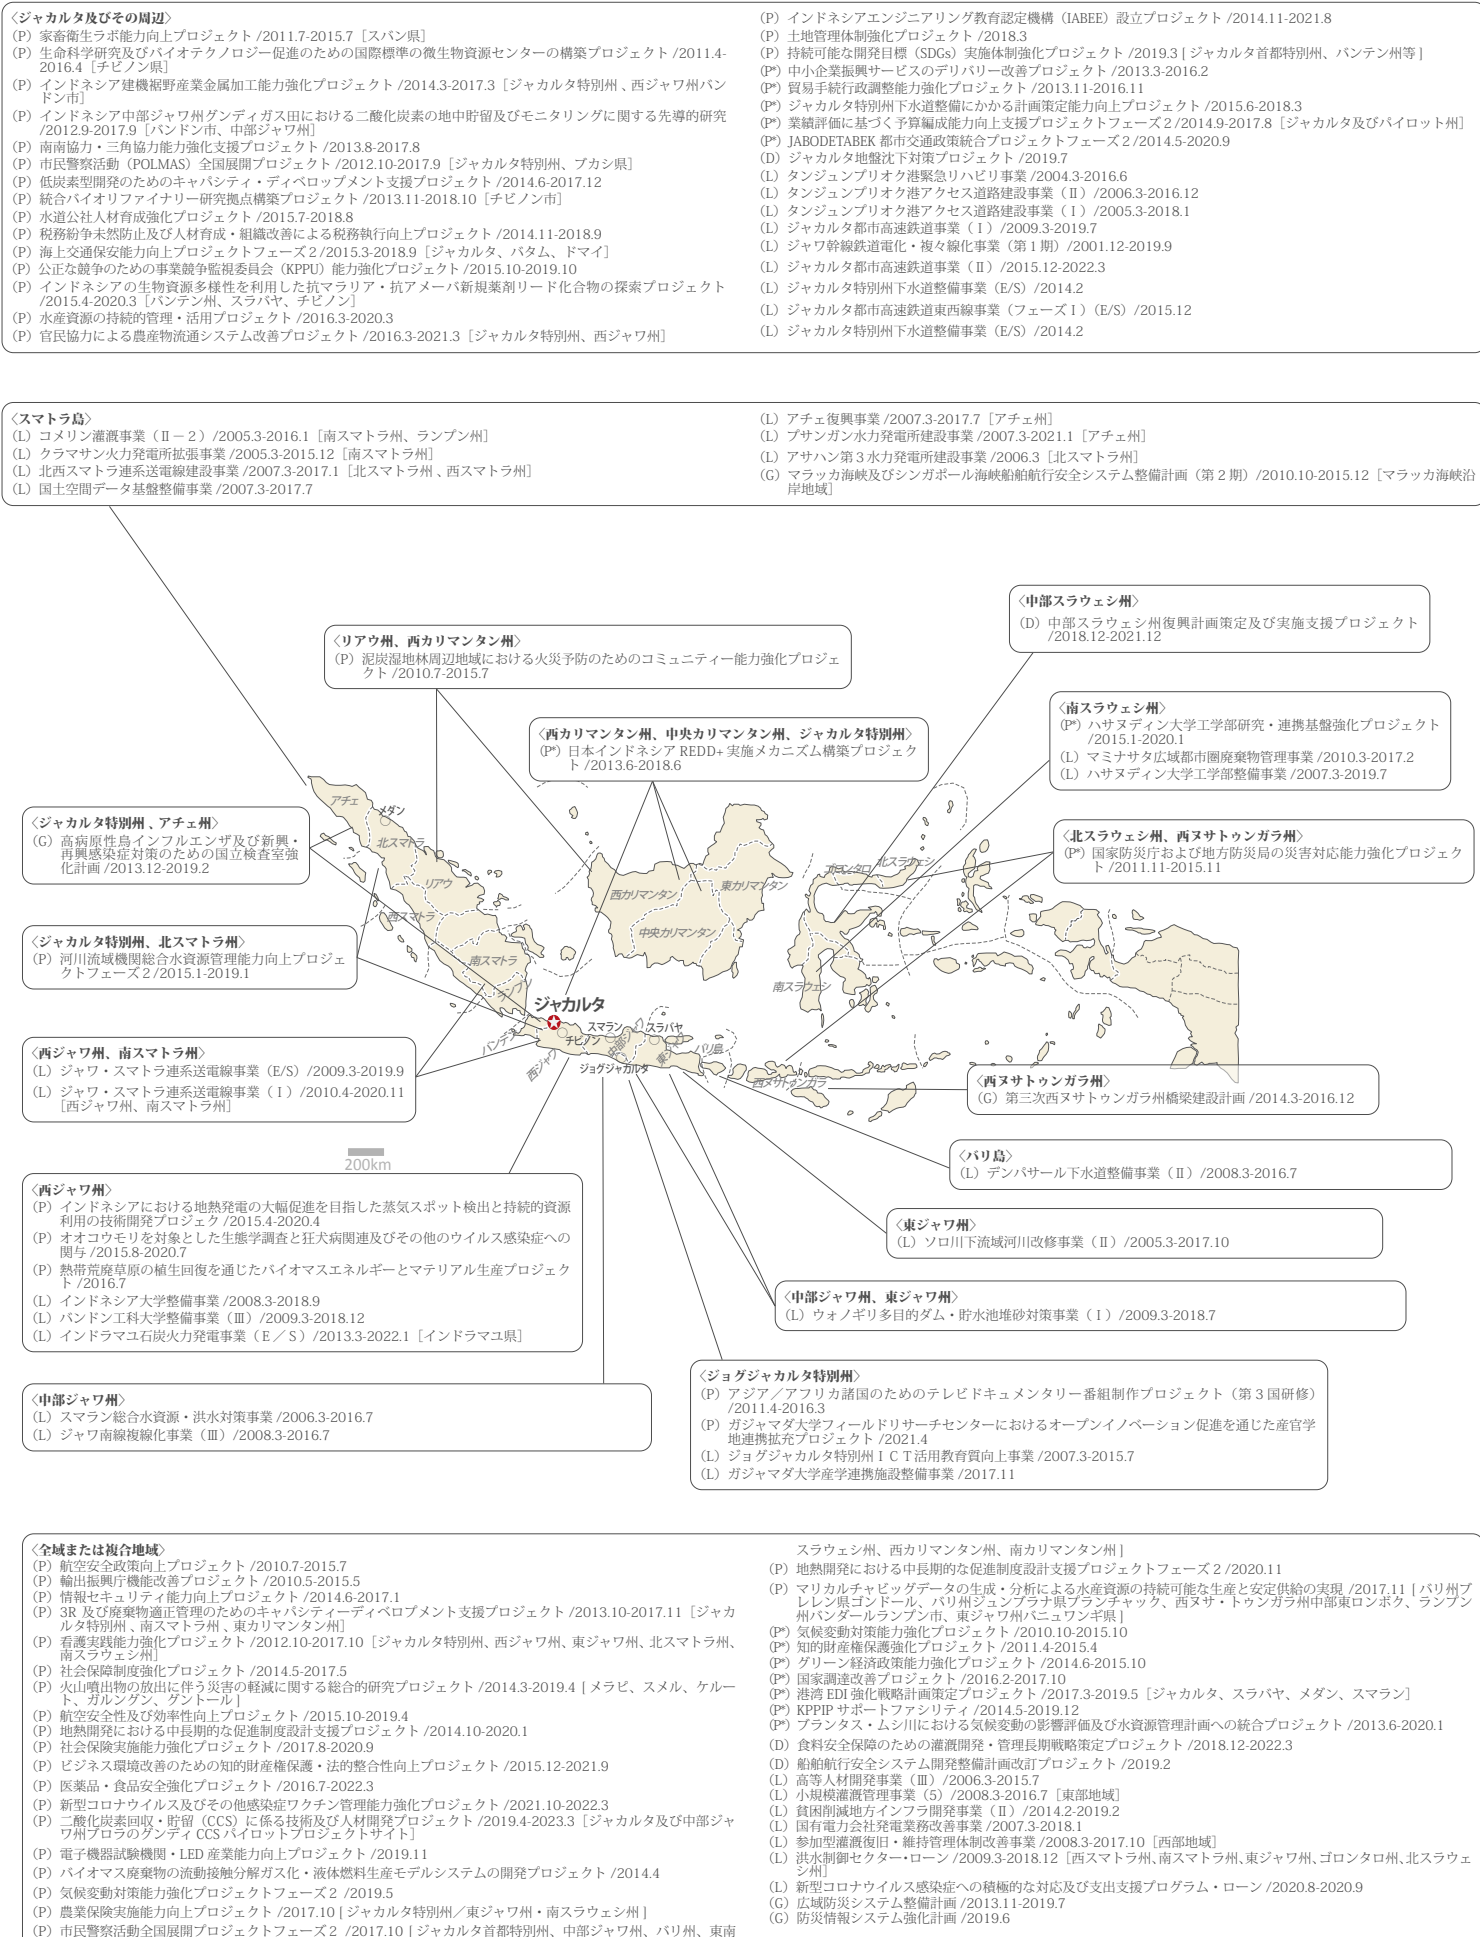 〈ジャカルタ及びその周辺〉
（P）家畜衛生ラボ能力向上プロジェクト /2011.7-2015.7［スバン県］
（P）生命科学研究及びバイオテクノロジー促進のための国際標準の微生物資源センターの構築プロジェクト /2011.4-
2016.4［チビノン県］
（P）インドネシア建機裾野産業金属加工能力強化プロジェクト /2014.3-2017.3［ジャカルタ特別州 、西ジャワ州バン
ドン市］
（P）インドネシア中部ジャワ州グンディガス田における二酸化炭素の地中貯留及びモニタリングに関する先導的研究
/2012.9-2017.9［バンドン市、中部ジャワ州］
（P）南南協力・三角協力能力強化支援プロジェクト /2013.8-2017.8
（P）市民警察活動（POLMAS）全国展開プロジェクト /2012.10-2017.9［ジャカルタ特別州、ブカシ県］
（P）低炭素型開発のためのキャパシティ・ディベロップメント支援プロジェクト /2014.6-2017.12
（P）統合バイオリファイナリー研究拠点構築プロジェクト /2013.11-2018.10［チビノン市］
（P）水道公社人材育成強化プロジェクト /2015.7-2018.8
（P）税務紛争未然防止及び人材育成・組織改善による税務執行向上プロジェクト /2014.11-2018.9
（P）海上交通保安能力向上プロジェクトフェーズ２/2015.3-2018.9［ジャカルタ、バタム、ドマイ］
（P）公正な競争のための事業競争監視委員会（KPPU）能力強化プロジェクト /2015.10-2019.10
（P）インドネシアの生物資源多様性を利用した抗マラリア・抗アメーバ新規薬剤リード化合物の探索プロジェクト
/2015.4-2020.3［バンテン州、スラバヤ、チビノン］
（P）水産資源の持続的管理・活用プロジェクト /2016.3-2020.3
（P）官民協力による農産物流通システム改善プロジェクト /2016.3-2021.3［ジャカルタ特別州、西ジャワ州］
（P）インドネシアエンジニアリング教育認定機構（IABEE）設立プロジェクト /2014.11-2021.8
（P）土地管理体制強化プロジェクト /2018.3
（P）持続可能な開発目標（SDGs）実施体制強化プロジェクト /2019.3 [ ジャカルタ首都特別州、バンテン州等 ]
（P*）中小企業振興サービスのデリバリー改善プロジェクト /2013.3-2016.2
（P*）貿易手続行政調整能力強化プロジェクト /2013.11-2016.11
（P*）ジャカルタ特別州下水道整備にかかる計画策定能力向上プロジェクト /2015.6-2018.3
（P*）業績評価に基づく予算編成能力向上支援プロジェクトフェーズ２/2014.9-2017.8［ジャカルタ及びパイロット州］
（P*）JABODETABEK 都市交通政策統合プロジェクトフェーズ２/2014.5-2020.9
（D）ジャカルタ地盤沈下対策プロジェクト /2019.7
（L）タンジュンプリオク港緊急リハビリ事業 /2004.3-2016.6
（L）タンジュンプリオク港アクセス道路建設事業（Ⅱ）/2006.3-2016.12
（L）タンジュンプリオク港アクセス道路建設事業（Ⅰ）/2005.3-2018.1
（L）ジャカルタ都市高速鉄道事業（Ⅰ）/2009.3-2019.7
（L）ジャワ幹線鉄道電化・複々線化事業（第１期）/2001.12-2019.9
（L）ジャカルタ都市高速鉄道事業（Ⅱ）/2015.12-2022.3
（L）ジャカルタ特別州下水道整備事業（E/S）/2014.2
（L）ジャカルタ都市高速鉄道東西線事業（フェーズⅠ）（E/S）/2015.12
（L）ジャカルタ特別州下水道整備事業（E/S）/2014.2
〈スマトラ島〉
（L）コメリン灌漑事業（Ⅱ－２）/2005.3-2016.1［南スマトラ州、ランプン州］
（L）クラマサン火力発電所拡張事業 /2005.3-2015.12［南スマトラ州］
（L）北西スマトラ連系送電線建設事業 /2007.3-2017.1［北スマトラ州 、西スマトラ州］
（L）国土空間データ基盤整備事業 /2007.3-2017.7
（L）アチェ復興事業 /2007.3-2017.7［アチェ州］
（L）プサンガン水力発電所建設事業 /2007.3-2021.1［アチェ州］
（L）アサハン第３水力発電所建設事業 /2006.3［北スマトラ州］
（G）マラッカ海峡及びシンガポール海峡船舶航行安全システム整備計画（第２期）/2010.10-2015.12［マラッカ海峡沿
岸地域］
〈中部スラウェシ州〉
（D）中部スラウェシ州復興計画策定及び実施支援プロジェクト
/2018.12-2021.12
〈リアウ州、西カリマンタン州〉
（P）泥炭湿地林周辺地域における火災予防のためのコミュニティー能力強化プロジェ
クト /2010.7-2015.7
〈南スラウェシ州〉
（P*）ハサヌディン大学工学部研究・連携基盤強化プロジェクト
/2015.1-2020.1
（L）マミナサタ広域都市圏廃棄物管理事業 /2010.3-2017.2
（L）ハサヌディン大学工学部整備事業 /2007.3-2019.7
〈西カリマンタン州、中央カリマンタン州、ジャカルタ特別州〉
（P*）日本インドネシア REDD+ 実施メカニズム構築プロジェク
ト /2013.6-2018.6
〈ジャカルタ特別州 、アチェ州〉
（G）高病原性鳥インフルエンザ及び新興・
再興感染症対策のための国立検査室強
化計画 /2013.12-2019.2
〈北スラウェシ州、西ヌサトゥンガラ州〉
（P*）国家防災庁および地方防災局の災害対応能力強化プロジェク
ト /2011.11-2015.11
アチェ
メダン
北スマトラ
リアウ
西スマトラ
南スマトラ
ランプン
西カリマンタン
東カリマンタン
中央カリマンタン
ゴロンタロ
北スラウェシ
南スラウェシ
〈ジャカルタ特別州、北スマトラ州〉
（P）河川流域機関総合水資源管理能力向上プロジェ
クトフェーズ２/2015.1-2019.1
ジャカルタ
バンテン
チビノン
西ジャワ
スマラン
中部ジャワ
ジョグジャカルタ
スラバヤ
東ジャワ
バリ島
西ヌサトゥンガラ
〈西ジャワ州、南スマトラ州〉
（L）ジャワ・スマトラ連系送電線事業（E/S）/2009.3-2019.9
（L）ジャワ・スマトラ連系送電線事業（Ⅰ）/2010.4-2020.11
［西ジャワ州、南スマトラ州］
〈西ヌサトゥンガラ州〉
（G）第三次西ヌサトゥンガラ州橋梁建設計画 /2014.3-2016.12
200km
〈バリ島〉
（L）デンパサール下水道整備事業（Ⅱ）/2008.3-2016.7
〈西ジャワ州〉
（P）インドネシアにおける地熱発電の大幅促進を目指した蒸気スポット検出と持続的資源
利用の技術開発プロジェク /2015.4-2020.4
（P）オオコウモリを対象とした生態学調査と狂犬病関連及びその他のウイルス感染症への
関与 /2015.8-2020.7
（P）熱帯荒廃草原の植生回復を通じたバイオマスエネルギーとマテリアル生産プロジェク
ト /2016.7
（L）インドネシア大学整備事業 /2008.3-2018.9
（L）バンドン工科大学整備事業（Ⅲ）/2009.3-2018.12
（L）インドラマユ石炭火力発電事業（Ｅ／Ｓ）/2013.3-2022.1［インドラマユ県］
〈東ジャワ州〉
（L）ソロ川下流域河川改修事業（Ⅱ）/2005.3-2017.10
〈中部ジャワ州、東ジャワ州〉
（L）ウォノギリ多目的ダム・貯水池堆砂対策事業（Ⅰ）/2009.3-2018.7
〈中部ジャワ州〉
（L）スマラン総合水資源・洪水対策事業 /2006.3-2016.7
（L）ジャワ南線複線化事業（Ⅲ）/2008.3-2016.7
〈ジョグジャカルタ特別州〉
（P）アジア／アフリカ諸国のためのテレビドキュメンタリー番組制作プロジェクト（第３国研修）
/2011.4-2016.3
（P）ガジャマダ大学フィールドリサーチセンターにおけるオープンイノベーション促進を通じた産官学
地連携拡充プロジェクト /2021.4
（L）ジョグジャカルタ特別州ＩＣＴ活用教育質向上事業 /2007.3-2015.7
（L）ガジャマダ大学産学連携施設整備事業 /2017.11
〈全域または複合地域〉
（P）航空安全政策向上プロジェクト /2010.7-2015.7
（P）輸出振興庁機能改善プロジェクト /2010.5-2015.5
（P）情報セキュリティ能力向上プロジェクト /2014.6-2017.1
（P）3R 及び廃棄物適正管理のためのキャパシティーディベロプメント支援プロジェクト /2013.10-2017.11［ジャカ
ルタ特別州 、南スマトラ州 、東カリマンタン州］
（P）看護実践能力強化プロジェクト /2012.10-2017.10［ジャカルタ特別州、西ジャワ州、東ジャワ州、北スマトラ州、
南スラウェシ州］
（P）社会保障制度強化プロジェクト /2014.5-2017.5
（P）火山噴出物の放出に伴う災害の軽減に関する総合的研究プロジェクト /2014.3-2019.4 [ メラピ、スメル、ケルー
ト、ガルングン、グントール ]
（P）航空安全性及び効率性向上プロジェクト /2015.10-2019.4
（P）地熱開発における中長期的な促進制度設計支援プロジェクト /2014.10-2020.1
（P）社会保険実施能力強化プロジェクト /2017.8-2020.9
（P）ビジネス環境改善のための知的財産権保護・法的整合性向上プロジェクト /2015.12-2021.9
（P）医薬品・食品安全強化プロジェクト /2016.7-2022.3
（P）新型コロナウイルス及びその他感染症ワクチン管理能力強化プロジェクト /2021.10-2022.3
（P）二酸化炭素回収・貯留（CCS）に係る技術及び人材開発プロジェクト /2019.4-2023.3［ジャカルタ及び中部ジャ
ワ州プロラのグンディ CCS パイロットプロジェクトサイト］
（P）電子機器試験機関・LED 産業能力向上プロジェクト /2019.11
（P）バイオマス廃棄物の流動接触分解ガス化・液体燃料生産モデルシステムの開発プロジェクト /2014.4
（P）気候変動対策能力強化プロジェクトフェーズ２ /2019.5
（P）農業保険実施能力向上プロジェクト /2017.10 [ ジャカルタ特別州／東ジャワ州・南スラウェシ州 ]
（P）市民警察活動全国展開プロジェクトフェーズ２ /2017.10 [ ジャカルタ首都特別州、中部ジャワ州、バリ州、東南
スラウェシ州、西カリマンタン州、南カリマンタン州 ]
（P）地熱開発における中長期的な促進制度設計支援プロジェクトフェーズ２/2020.11
（P）マリカルチャビッグデータの生成・分析による水産資源の持続可能な生産と安定供給の実現 /2017.11 [ バリ州ブ
レレン県ゴンドール、バリ州ジュンブラナ県プランチャック、西ヌサ・トゥンガラ州中部東ロンボク、ランプン
州バンダールランプン市、東ジャワ州バニュワンギ県 ]
（P*）気候変動対策能力強化プロジェクト /2010.10-2015.10
（P*）知的財産権保護強化プロジェクト /2011.4-2015.4
（P*）グリーン経済政策能力強化プロジェクト /2014.6-2015.10
（P*）国家調達改善プロジェクト /2016.2-2017.10
（P*）港湾 EDI 強化戦略計画策定プロジェクト /2017.3-2019.5［ジャカルタ、スラバヤ、メダン、スマラン］
（P*）KPPIP サポートファシリティ /2014.5-2019.12
（P*）ブランタス・ムシ川における気候変動の影響評価及び水資源管理計画への統合プロジェクト /2013.6-2020.1
（D）食料安全保障のための灌漑開発・管理長期戦略策定プロジェクト /2018.12-2022.3
（D）船舶航行安全システム開発整備計画改訂プロジェクト /2019.2
（L）高等人材開発事業（Ⅲ）/2006.3-2015.7
（L）小規模灌漑管理事業（5）/2008.3-2016.7［東部地域］
（L）貧困削減地方インフラ開発事業（Ⅱ）/2014.2-2019.2
（L）国有電力会社発電業務改善事業 /2007.3-2018.1
（L）参加型灌漑復旧・維持管理体制改善事業 /2008.3-2017.10［西部地域］
（L）洪水制御セクター・ローン /2009.3-2018.12［西スマトラ州、南スマトラ州、東ジャワ州、ゴロンタロ州、北スラウェ
シ州］
（L）新型コロナウイルス感染症への積極的な対応及び支出支援プログラム・ローン /2020.8-2020.9
（G）広域防災システム整備計画 /2013.11-2019.7
（G）防災情報システム強化計画 /2019.6